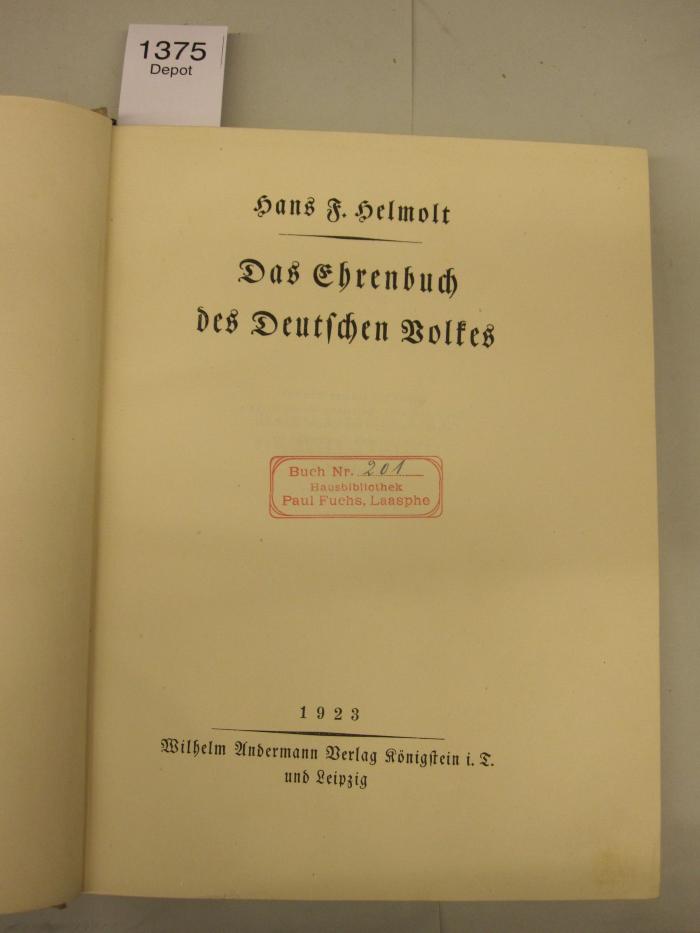 1375
Depot
Hans F. Helmolt
Das Ehrenbuch
des Deutſchen Volkes
Buch Nr. 201
Hausbibliothek
Paul Fuchs, Laasphe
1923
Wilhelm Andermann Verlag Königſtein i. T.
und Leipzig